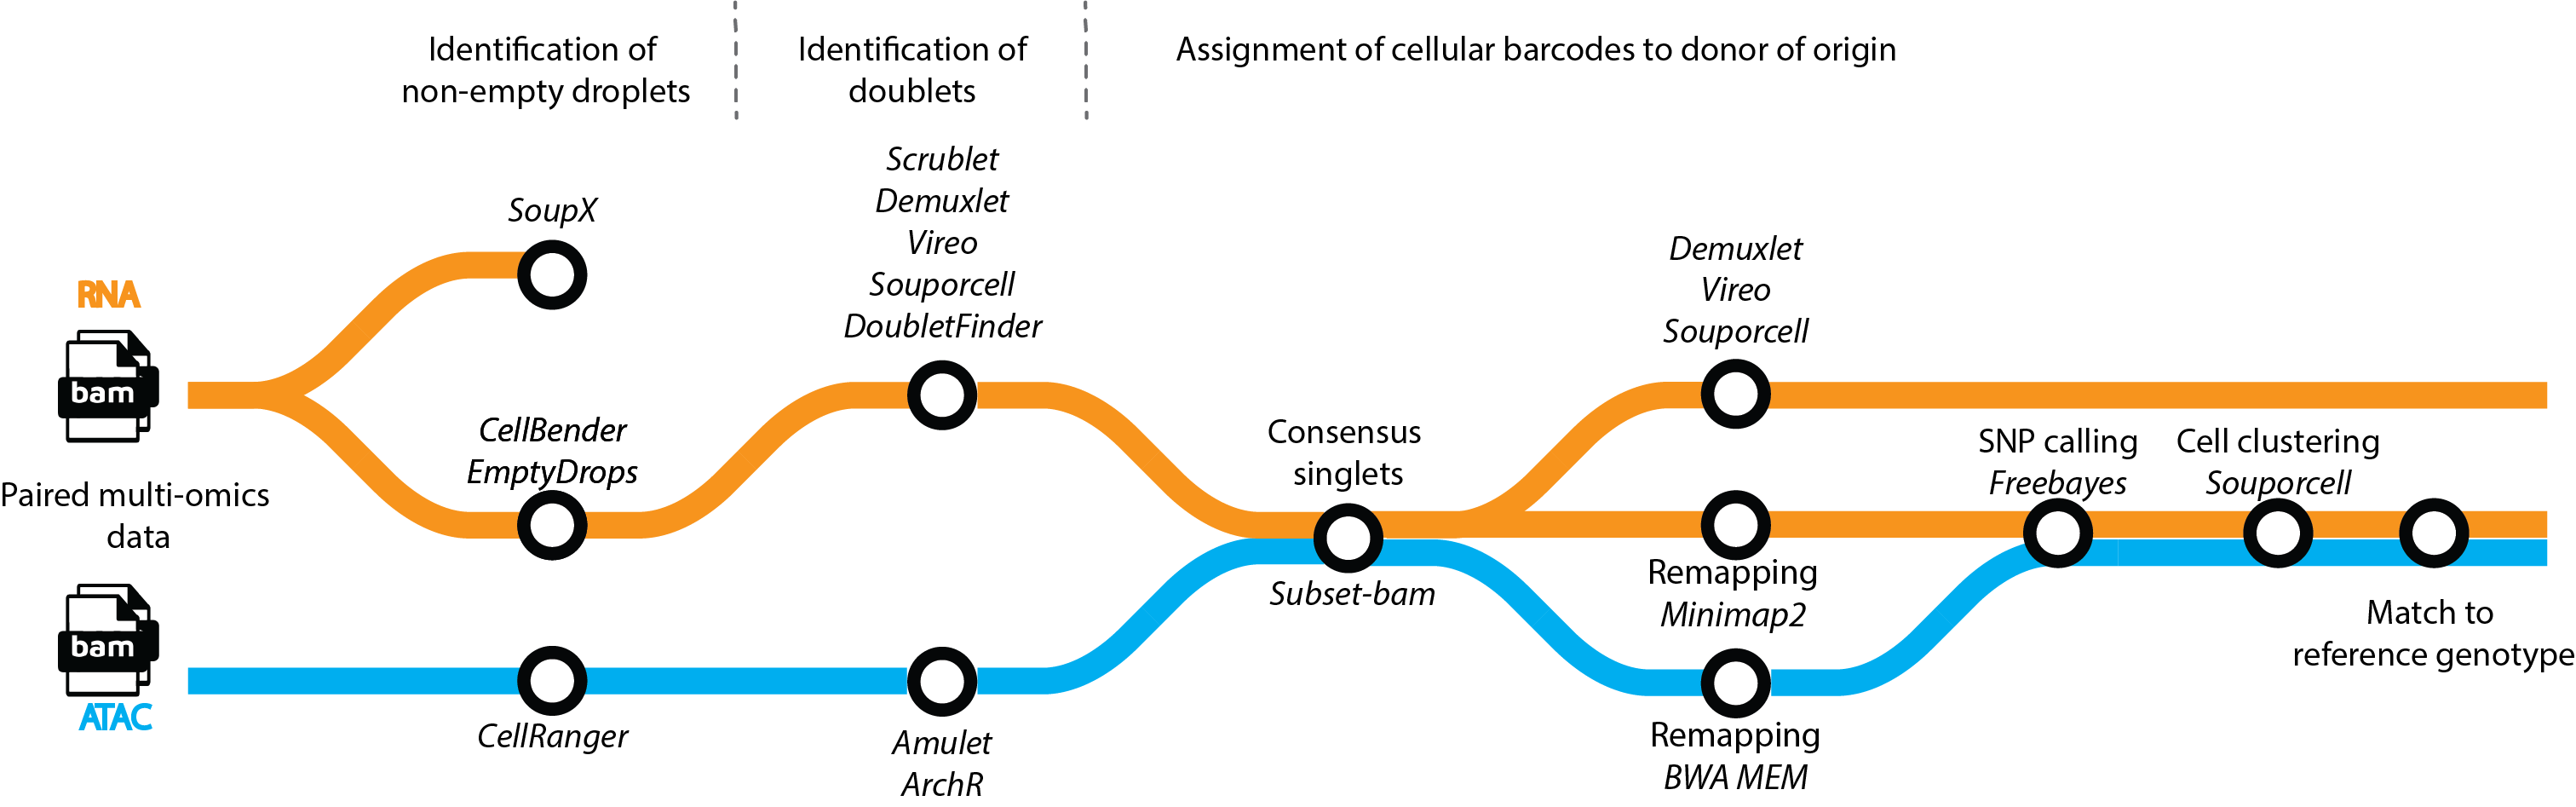 Identification of
non-empty droplets
Identification of
doublets
Assignment of cellular barcodes to donor of origin
Scrublet
Demuxlet
Vireo
Souporcell
DoubletFinder
SoupX
Demuxlet
Vireo
Souporcell
RNA
bam
CellBender
EmptyDrops
Consensus
singlets
SNP calling
Freebayes
Cell clustering
Souporcell
Paired multi-omics
data
Subset-bam
Remapping
Minimap2
Match to
reference genotype
bam
ATAC
CellRanger
Amulet
ArchR
Remapping
BWA MEM